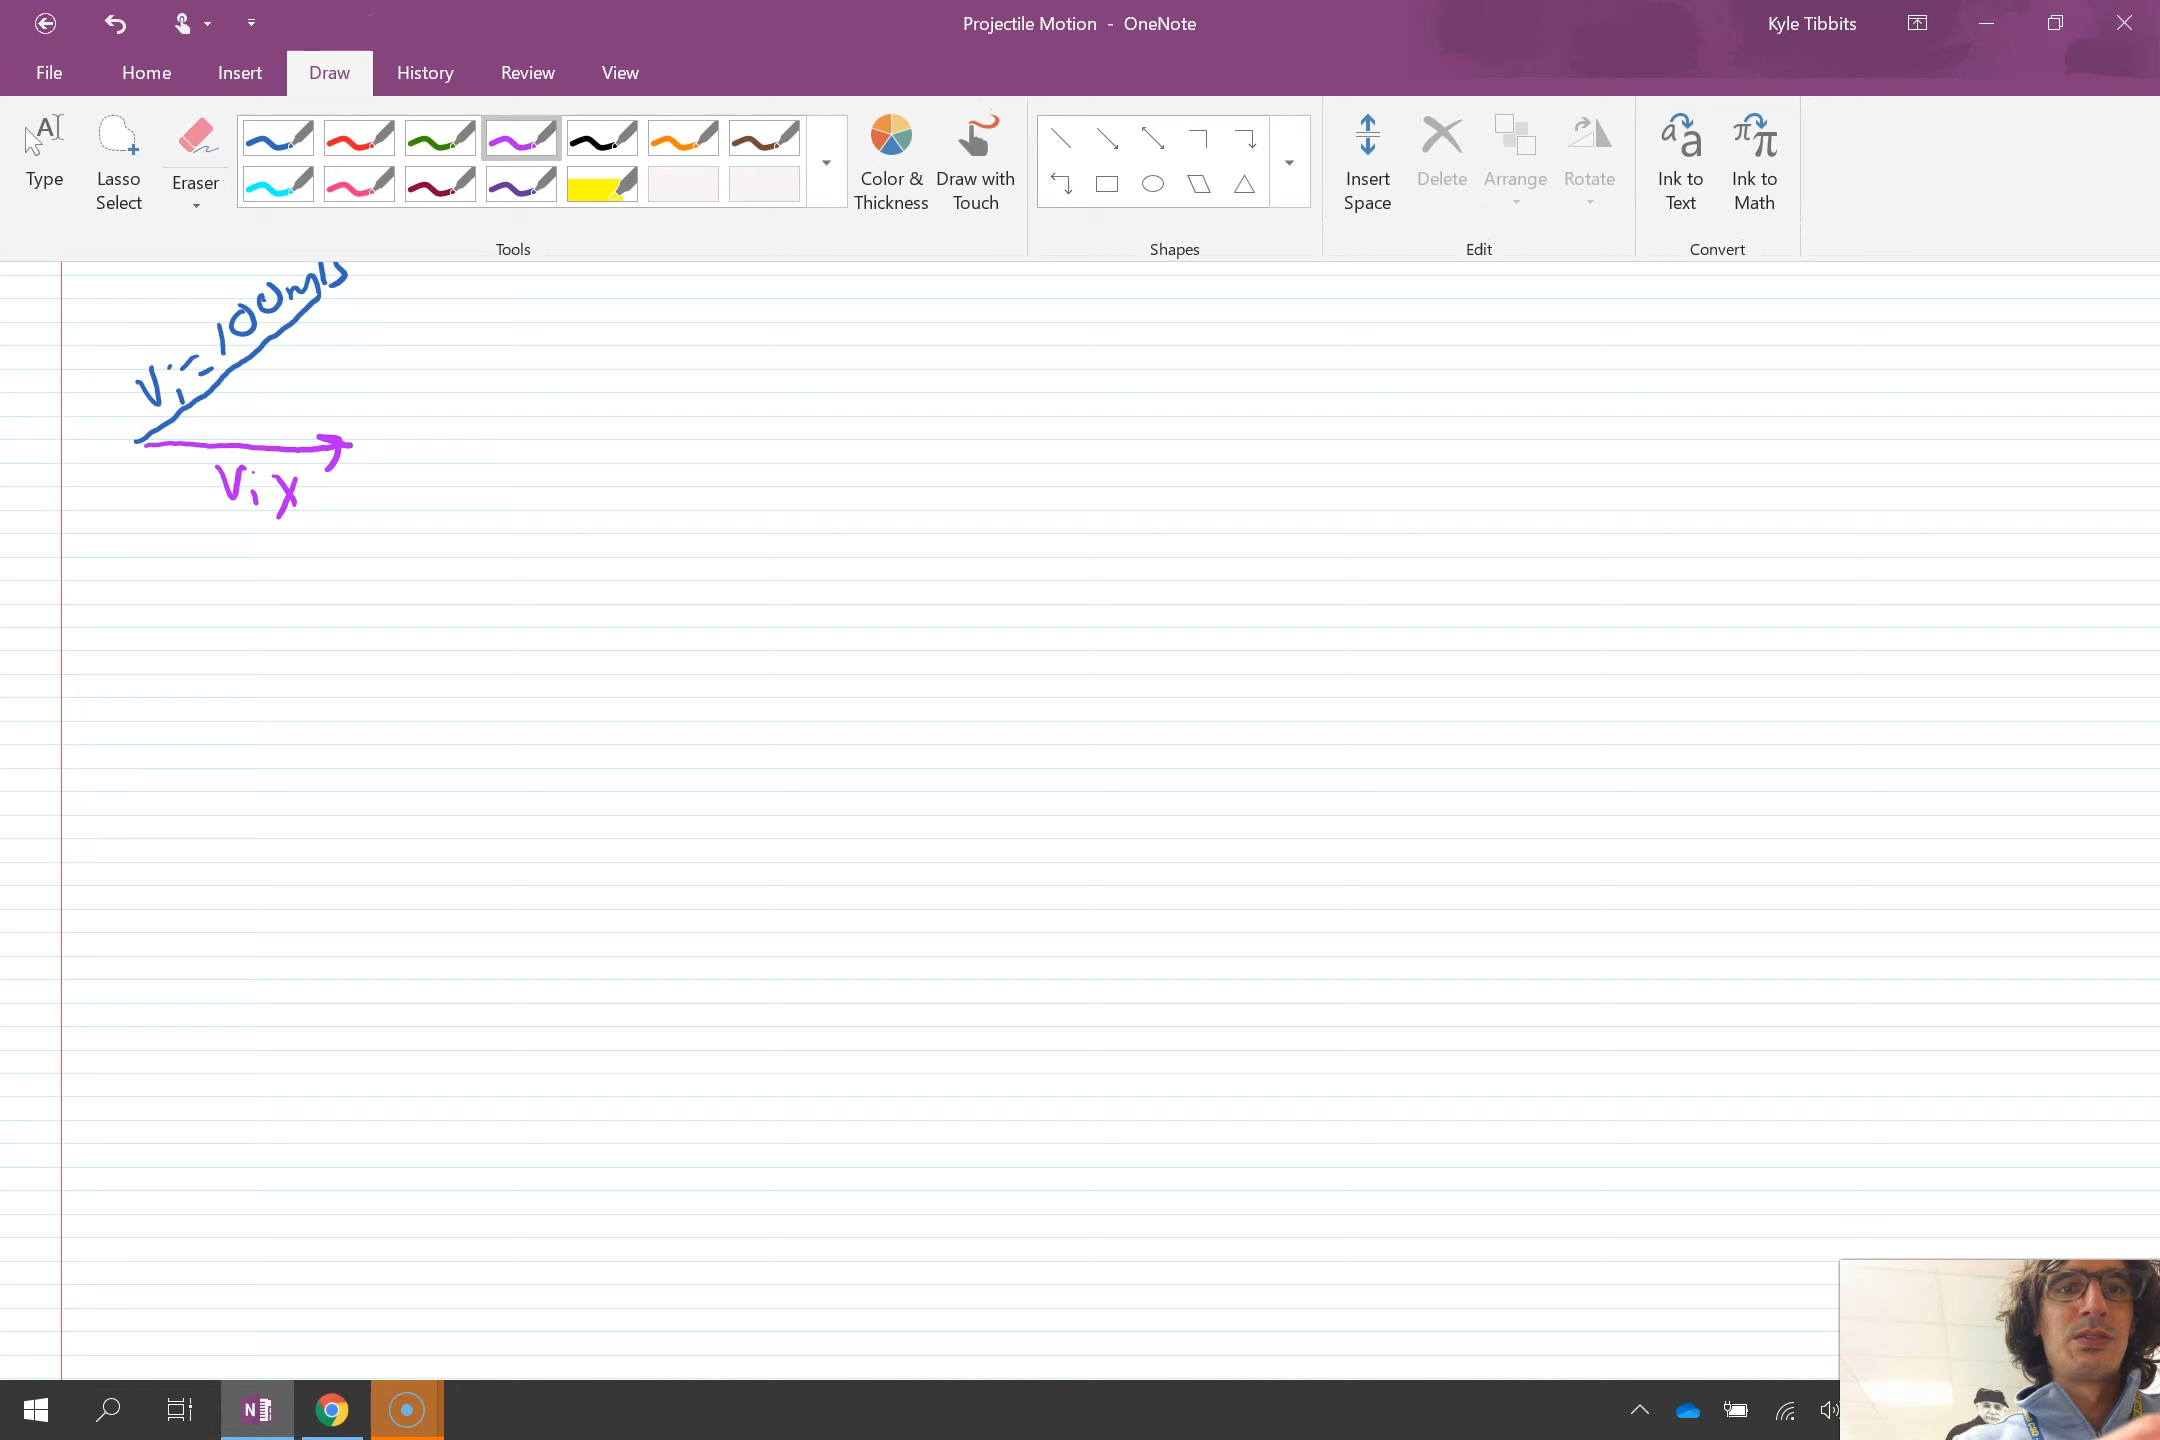 Projectile Motion - OneNote
Kyle Tibbits
File Home Insert Draw History Review View
Type
Lasso Select
Eraser
Color & Thickness
Draw with Touch
Insert Space
Delete
Arrange
Rotate
Ink to Text
Ink to Math
Tools
Shapes
Edit
Convert
Vi = 100m/s
Vix